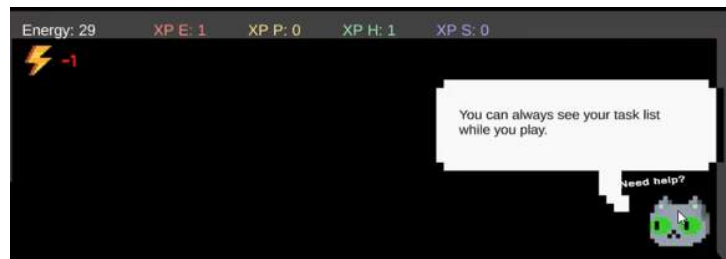 Energy: 29 XP E: 1 XP P: 0 XP H: 1 XP S: 0
-1
You can always see your task list
while you play.
Need help?